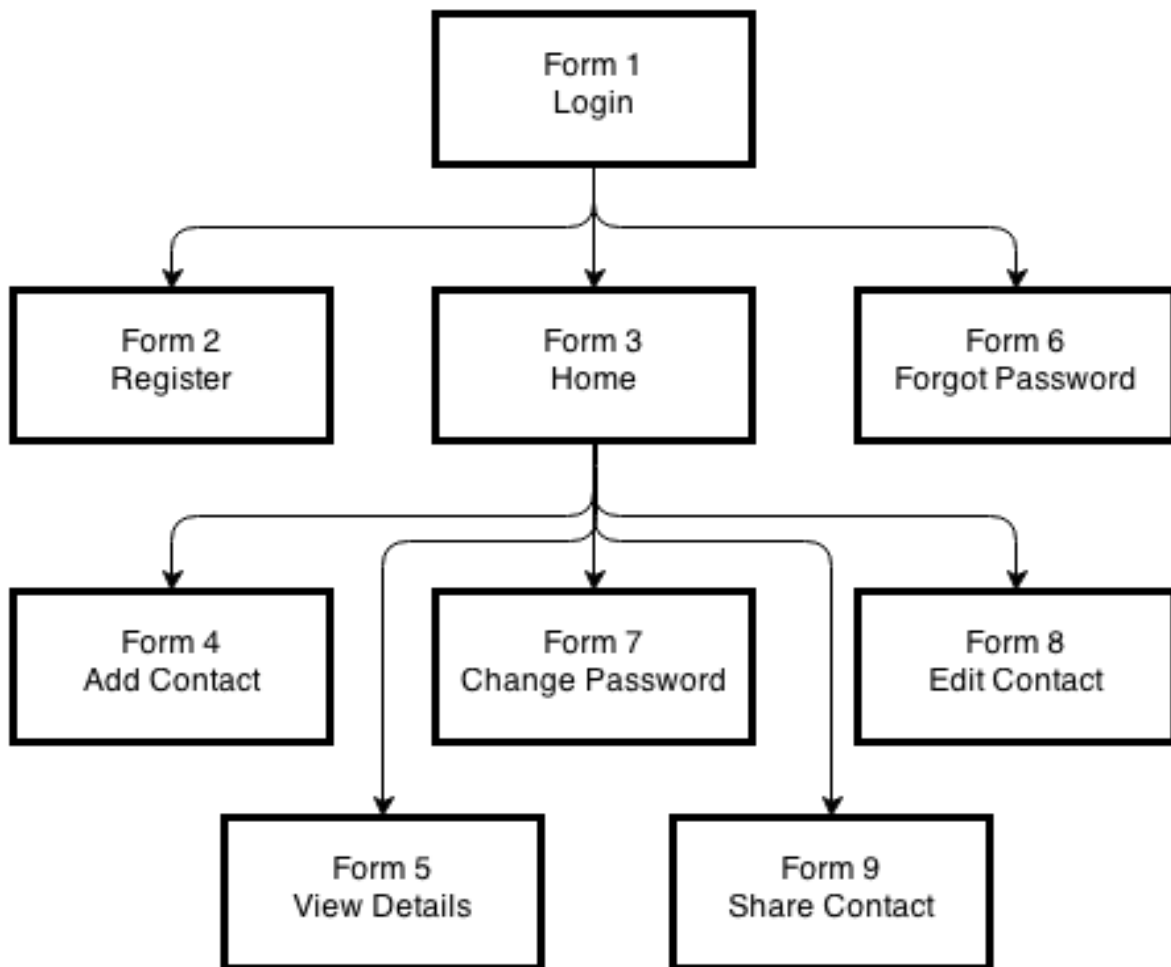 Form 1
Login
Form 2
Register
Form 3
Home
Form 6
Forgot Password
Form 4
Add Contact
Form 7
Change Password
Form 8
Edit Contact
Form 5
View Details
Form 9
Share Contact